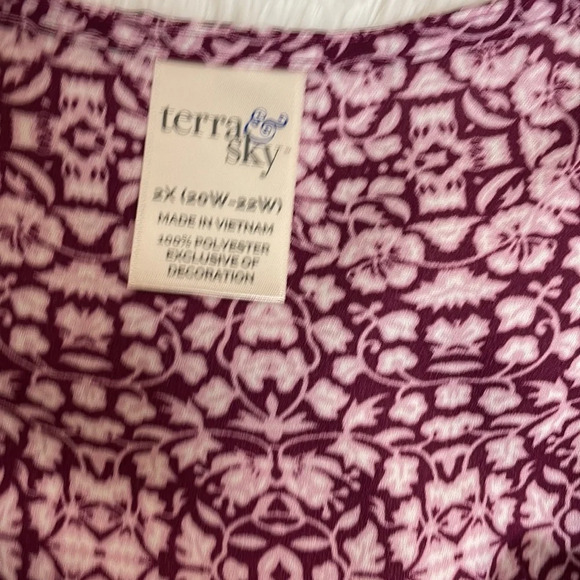 terra &
sky
2X (20W-22W)
MADE IN VIETNAM
100% POLYESTER
EXCLUSIVE OF
DECORATION